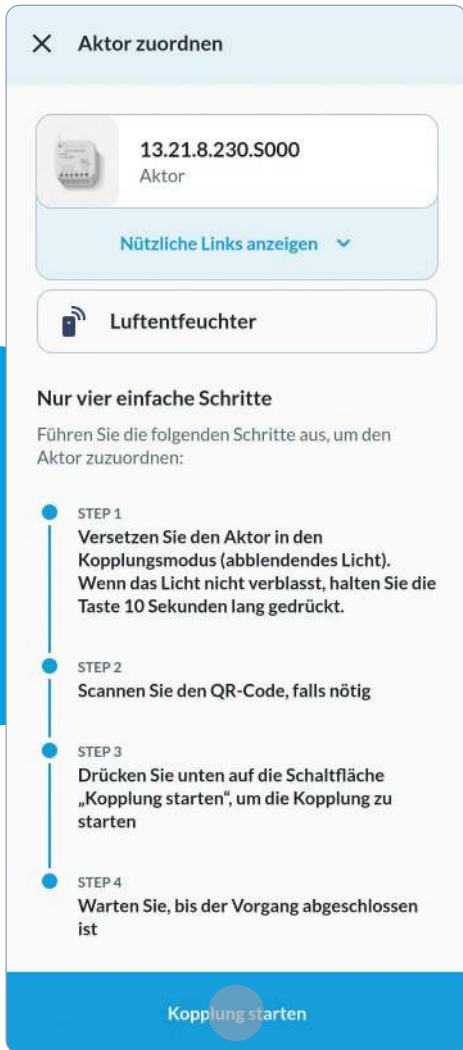 Aktor zuordnen
13.21.8.230.S000
Aktor
Nützliche Links anzeigen
Luftentfeuchter
Nur vier einfache Schritte
Führen Sie die folgenden Schritte aus, um den
Aktor zuzuordnen:
STEP 1
Versetzen Sie den Aktor in den
Kopplungsmodus (abblendendes Licht).
Wenn das Licht nicht verblasst, halten Sie die
Taste 10 Sekunden lang gedrückt.
STEP 2
Scannen Sie den QR-Code, falls nötig
STEP 3
Drücken Sie unten auf die Schaltfläche
„Kopplung starten“, um die Kopplung zu
starten
STEP 4
Warten Sie, bis der Vorgang abgeschlossen
ist
Kopplung starten